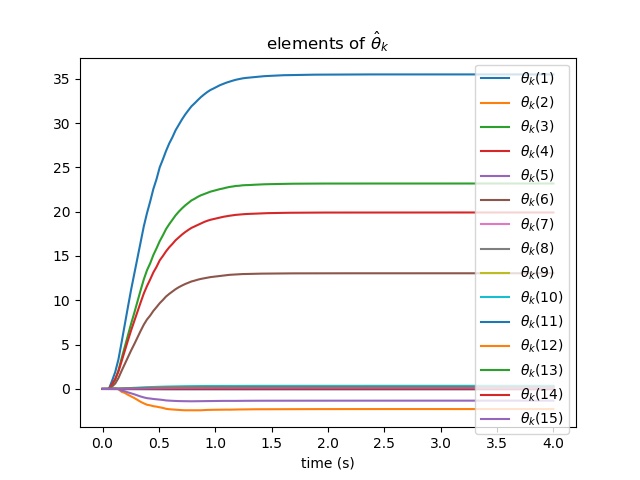 elements of θ̂ₖ
35
30
25
20
15
10
5
0
0.0 0.5 1.0 1.5 2.0 2.5 3.0 3.5 4.0
time (s)
θₖ(1)
θₖ(2)
θₖ(3)
θₖ(4)
θₖ(5)
θₖ(6)
θₖ(7)
θₖ(8)
θₖ(9)
θₖ(10)
θₖ(11)
θₖ(12)
θₖ(13)
θₖ(14)
θₖ(15)